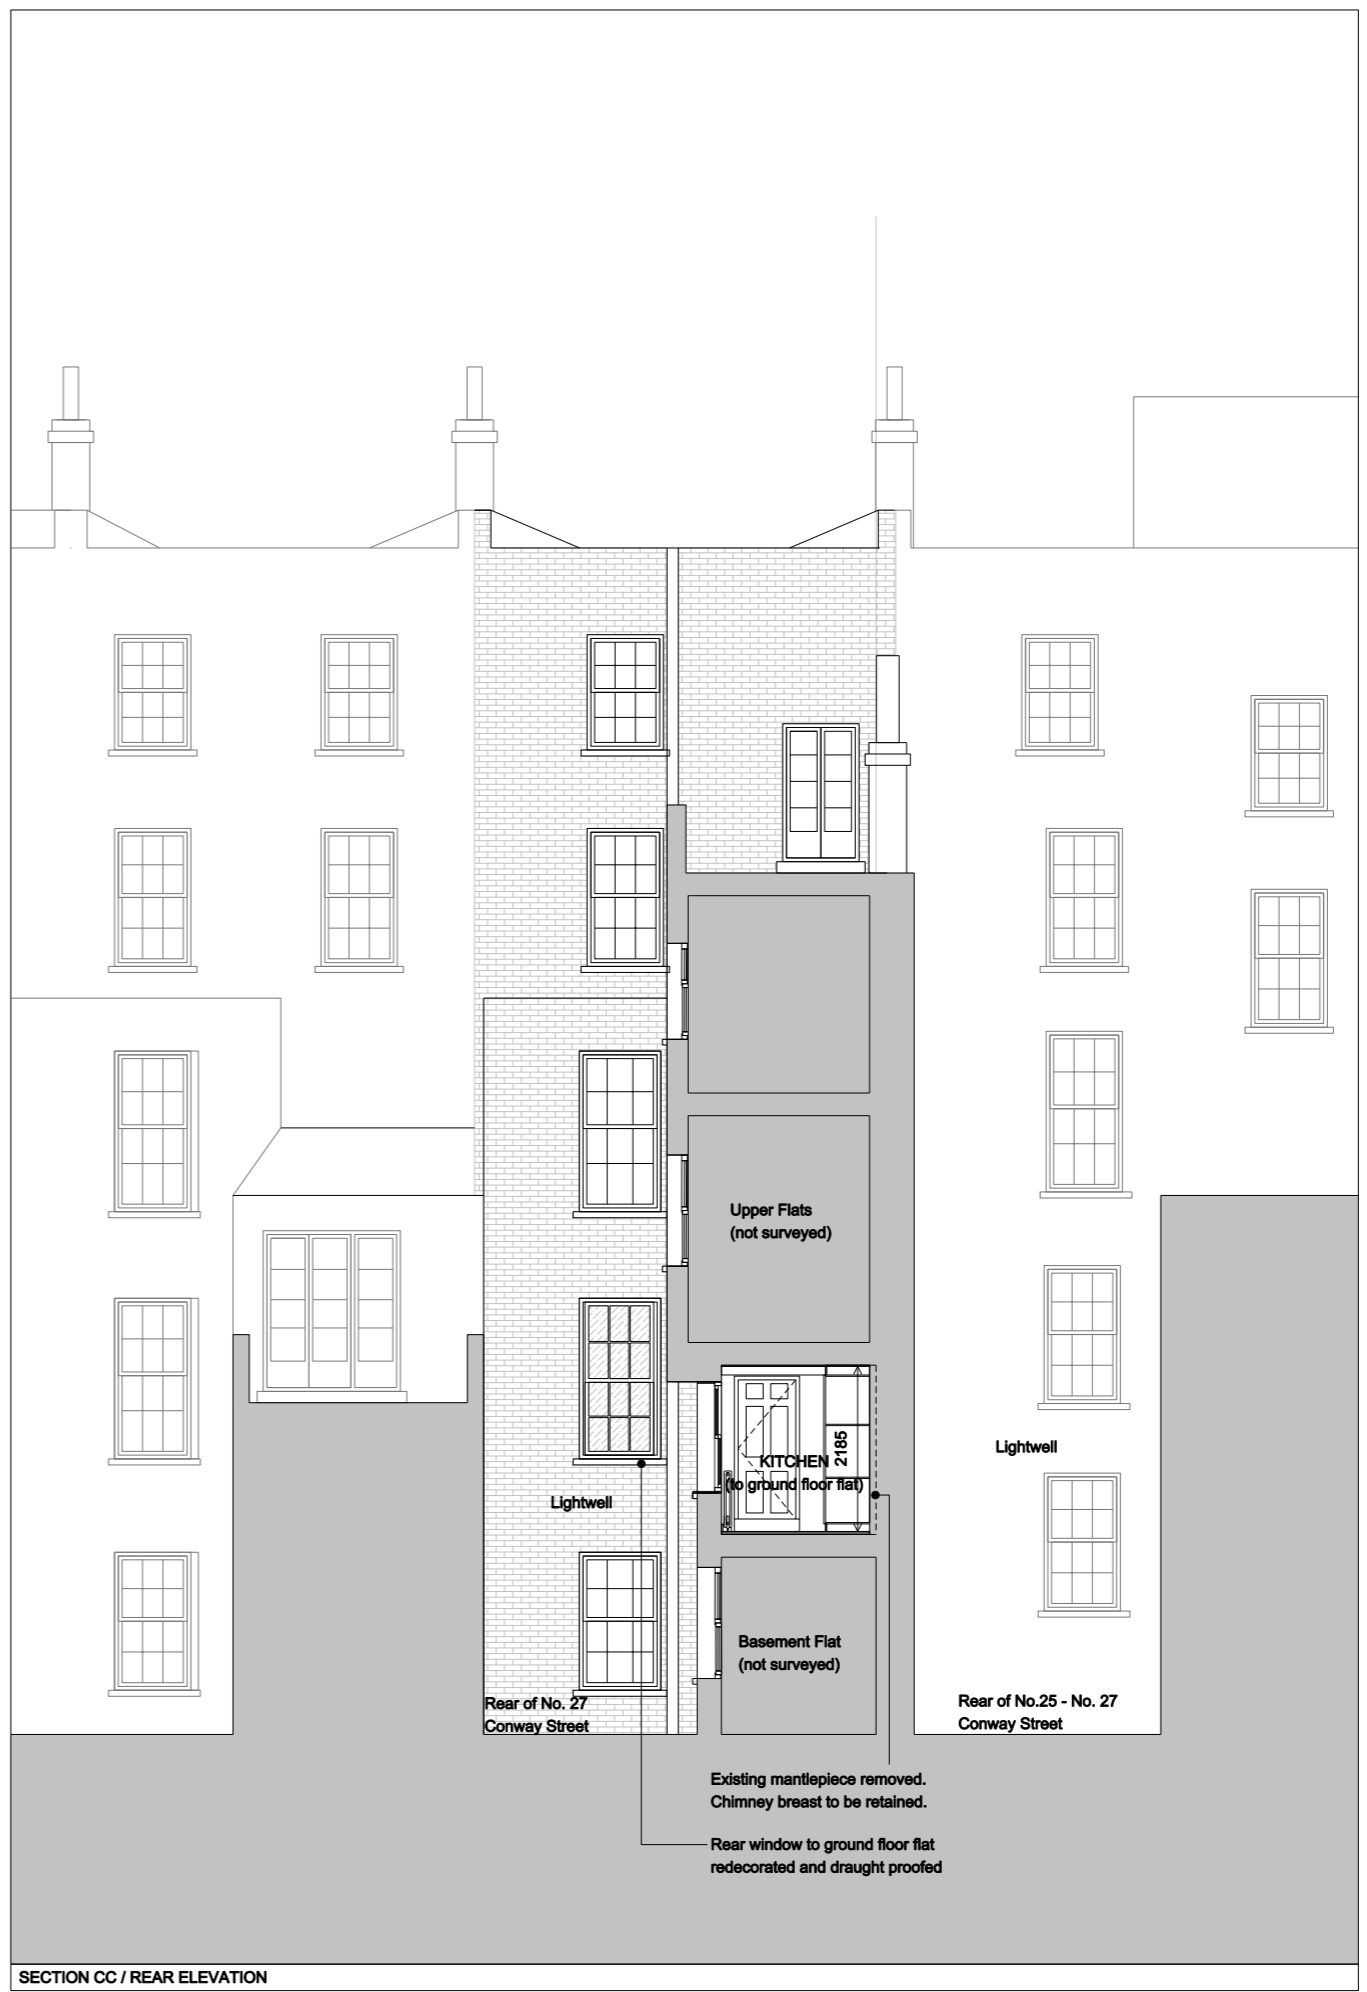 Upper Flats
(not surveyed)
2185
KITCHEN
(to ground floor flat)
Lightwell
Lightwell
Basement Flat
(not surveyed)
Rear of No. 27
Conway Street
Rear of No.25 - No. 27
Conway Street
Existing mantlepiece removed.
Chimney breast to be retained.
Rear window to ground floor flat
redecorated and draught proofed
SECTION CC / REAR ELEVATION